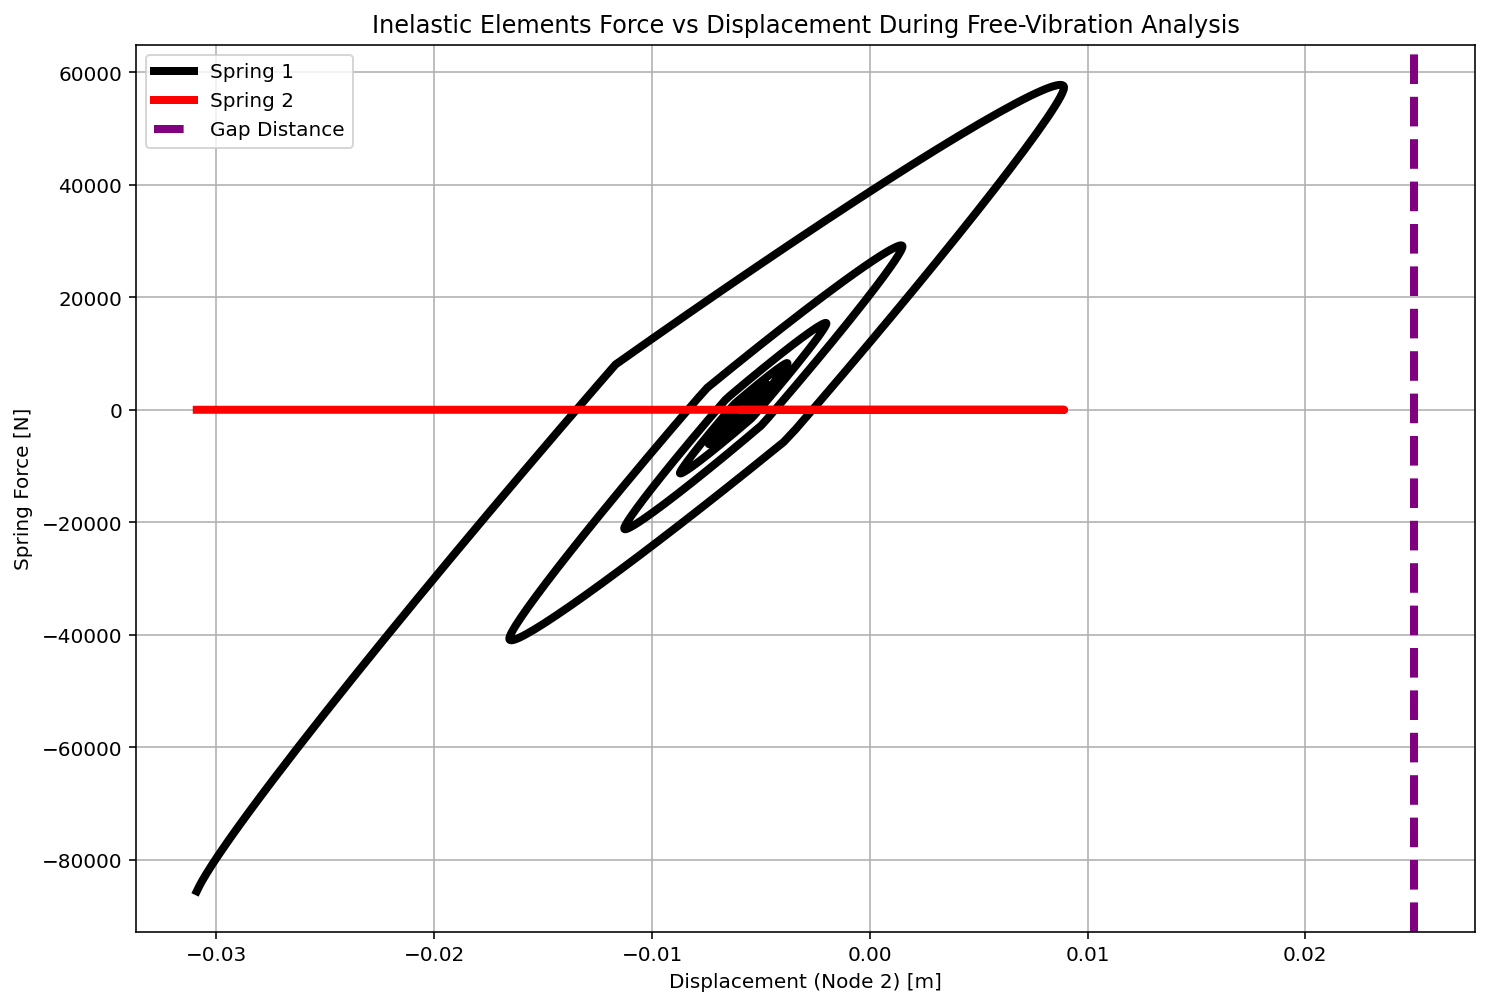 Inelastic Elements Force vs Displacement During Free-Vibration Analysis
Spring 1
Spring 2
Gap Distance
60000
40000
20000
0
−20000
−40000
−60000
−80000
Spring Force [N]
−0.03
−0.02
−0.01
0.00
0.01
0.02
Displacement (Node 2) [m]